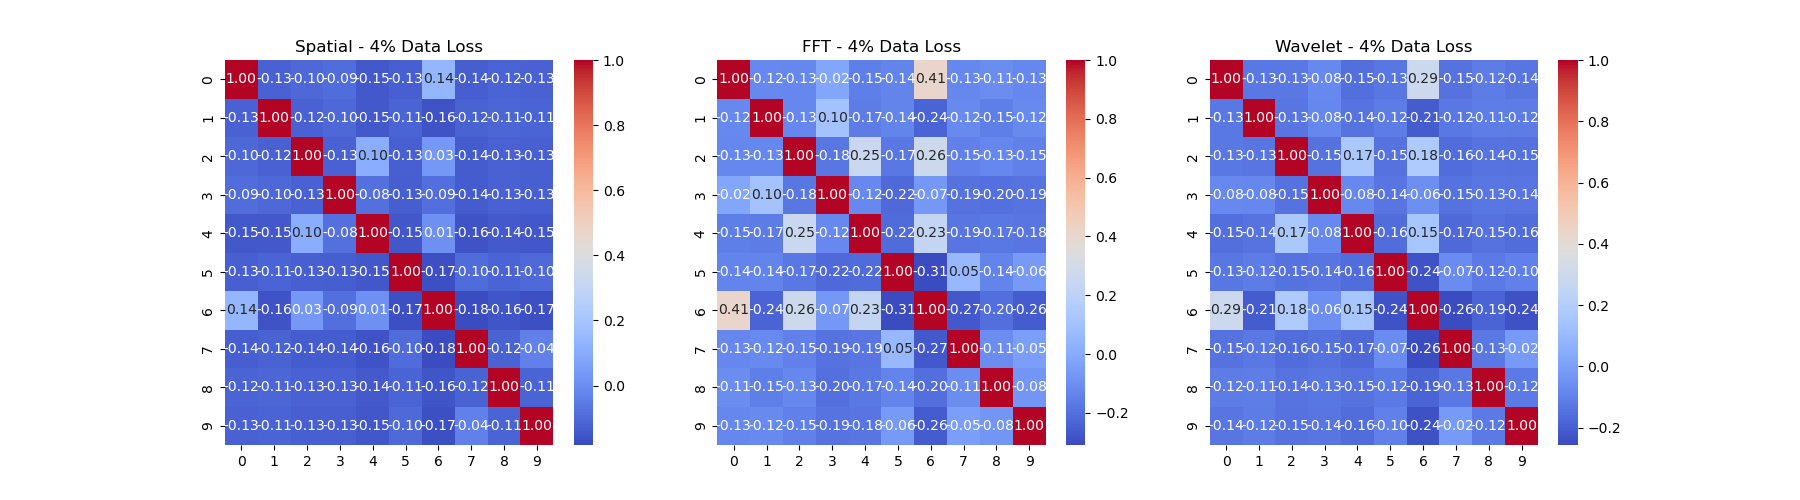 Spatial - 4% Data Loss
0 1.00 -0.13 -0.10 -0.09 -0.15 -0.13 0.14 -0.14 -0.12 -0.13
1 -0.13 1.00 -0.12 -0.10 -0.15 -0.11 -0.16 -0.12 -0.11 -0.11
2 -0.10 -0.12 1.00 -0.13 0.10 -0.13 0.03 -0.14 -0.13 -0.13
3 -0.09 -0.10 -0.13 1.00 -0.08 -0.13 -0.09 -0.14 -0.13 -0.13
4 -0.15 -0.15 0.10 -0.08 1.00 -0.15 0.01 -0.16 -0.14 -0.15
5 -0.13 -0.11 -0.13 -0.13 -0.15 1.00 -0.17 -0.10 -0.11 -0.10
6 0.14 -0.16 0.03 -0.09 0.01 -0.17 1.00 -0.18 -0.16 -0.17
7 -0.14 -0.12 -0.14 -0.14 -0.16 -0.10 -0.18 1.00 -0.12 -0.04
8 -0.12 -0.11 -0.13 -0.13 -0.14 -0.11 -0.16 -0.12 1.00 -0.11
9 -0.13 -0.11 -0.13 -0.13 -0.15 -0.10 -0.17 -0.04 -0.11 1.00
0 1 2 3 4 5 6 7 8 9
1.0
0.8
0.6
0.4
0.2
0.0
FFT - 4% Data Loss
0 1.00 -0.12 -0.13 -0.02 -0.15 -0.14 0.41 -0.13 -0.11 -0.13
1 -0.12 1.00 -0.13 0.10 -0.17 -0.14 -0.24 -0.12 -0.15 -0.12
2 -0.13 -0.13 1.00 -0.18 0.25 -0.17 0.26 -0.15 -0.13 -0.15
3 -0.02 0.10 -0.18 1.00 -0.12 -0.22 -0.07 -0.19 -0.20 -0.19
4 -0.15 -0.17 0.25 -0.12 1.00 -0.22 0.23 -0.19 -0.17 -0.18
5 -0.14 -0.14 -0.17 -0.22 -0.22 1.00 -0.31 0.05 -0.14 -0.06
6 0.41 -0.24 0.26 -0.07 0.23 -0.31 1.00 -0.27 -0.20 -0.26
7 -0.13 -0.12 -0.15 -0.19 -0.19 0.05 -0.27 1.00 -0.11 -0.05
8 -0.11 -0.15 -0.13 -0.20 -0.17 -0.14 -0.20 -0.11 1.00 -0.08
9 -0.13 -0.12 -0.15 -0.19 -0.18 -0.06 -0.26 -0.05 -0.08 1.00
0 1 2 3 4 5 6 7 8 9
1.0
0.8
0.6
0.4
0.2
0.0
−0.2
Wavelet - 4% Data Loss
0 1.00 -0.13 -0.13 -0.08 -0.15 -0.13 0.29 -0.15 -0.12 -0.14
1 -0.13 1.00 -0.13 -0.08 -0.14 -0.12 -0.21 -0.12 -0.11 -0.12
2 -0.13 -0.13 1.00 -0.15 0.17 -0.15 0.18 -0.16 -0.14 -0.15
3 -0.08 -0.08 -0.15 1.00 -0.08 -0.14 -0.06 -0.15 -0.13 -0.14
4 -0.15 -0.14 0.17 -0.08 1.00 -0.16 0.15 -0.17 -0.15 -0.16
5 -0.13 -0.12 -0.15 -0.14 -0.16 1.00 -0.24 -0.07 -0.12 -0.10
6 0.29 -0.21 0.18 -0.06 0.15 -0.24 1.00 -0.26 -0.19 -0.24
7 -0.15 -0.12 -0.16 -0.15 -0.17 -0.07 -0.26 1.00 -0.13 -0.02
8 -0.12 -0.11 -0.14 -0.13 -0.15 -0.12 -0.19 -0.13 1.00 -0.12
9 -0.14 -0.12 -0.15 -0.14 -0.16 -0.10 -0.24 -0.02 -0.12 1.00
0 1 2 3 4 5 6 7 8 9
1.0
0.8
0.6
0.4
0.2
0.0
−0.2